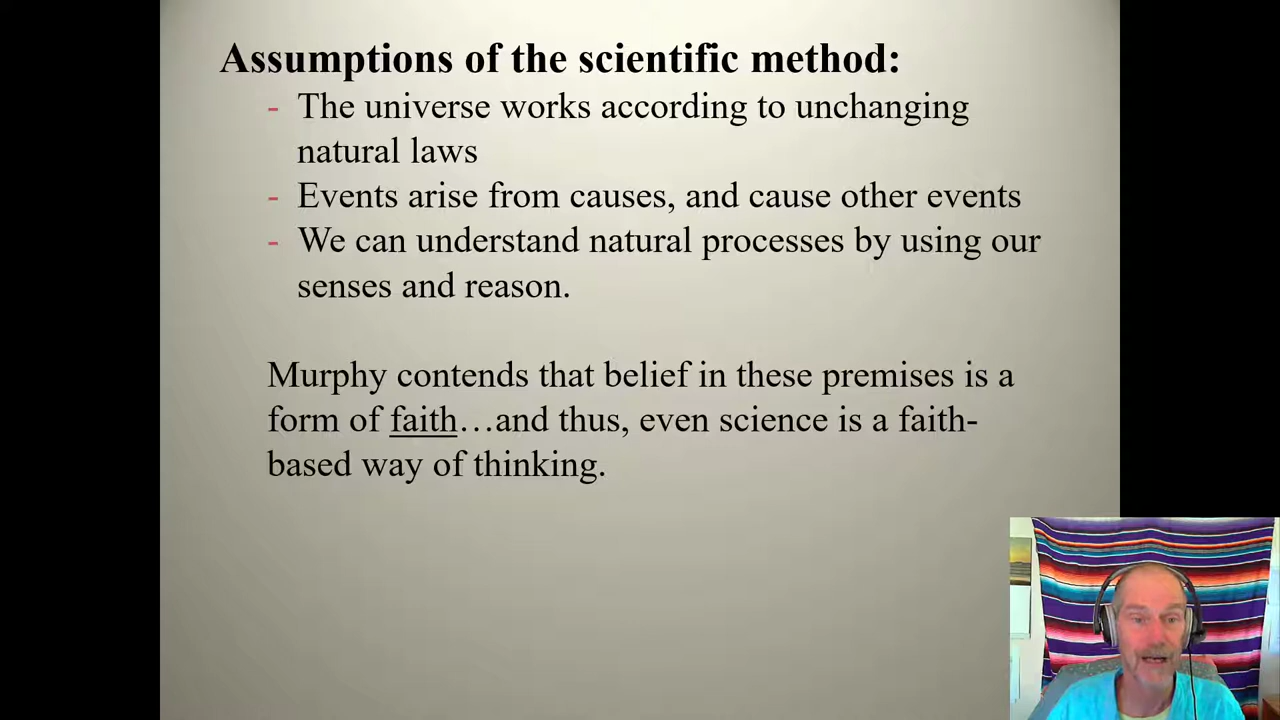 Assumptions of the scientific method:
- The universe works according to unchanging
natural laws
- Events arise from causes, and cause other events
- We can understand natural processes by using our
senses and reason.
Murphy contends that belief in these premises is a
form of faith…and thus, even science is a faith-
based way of thinking.